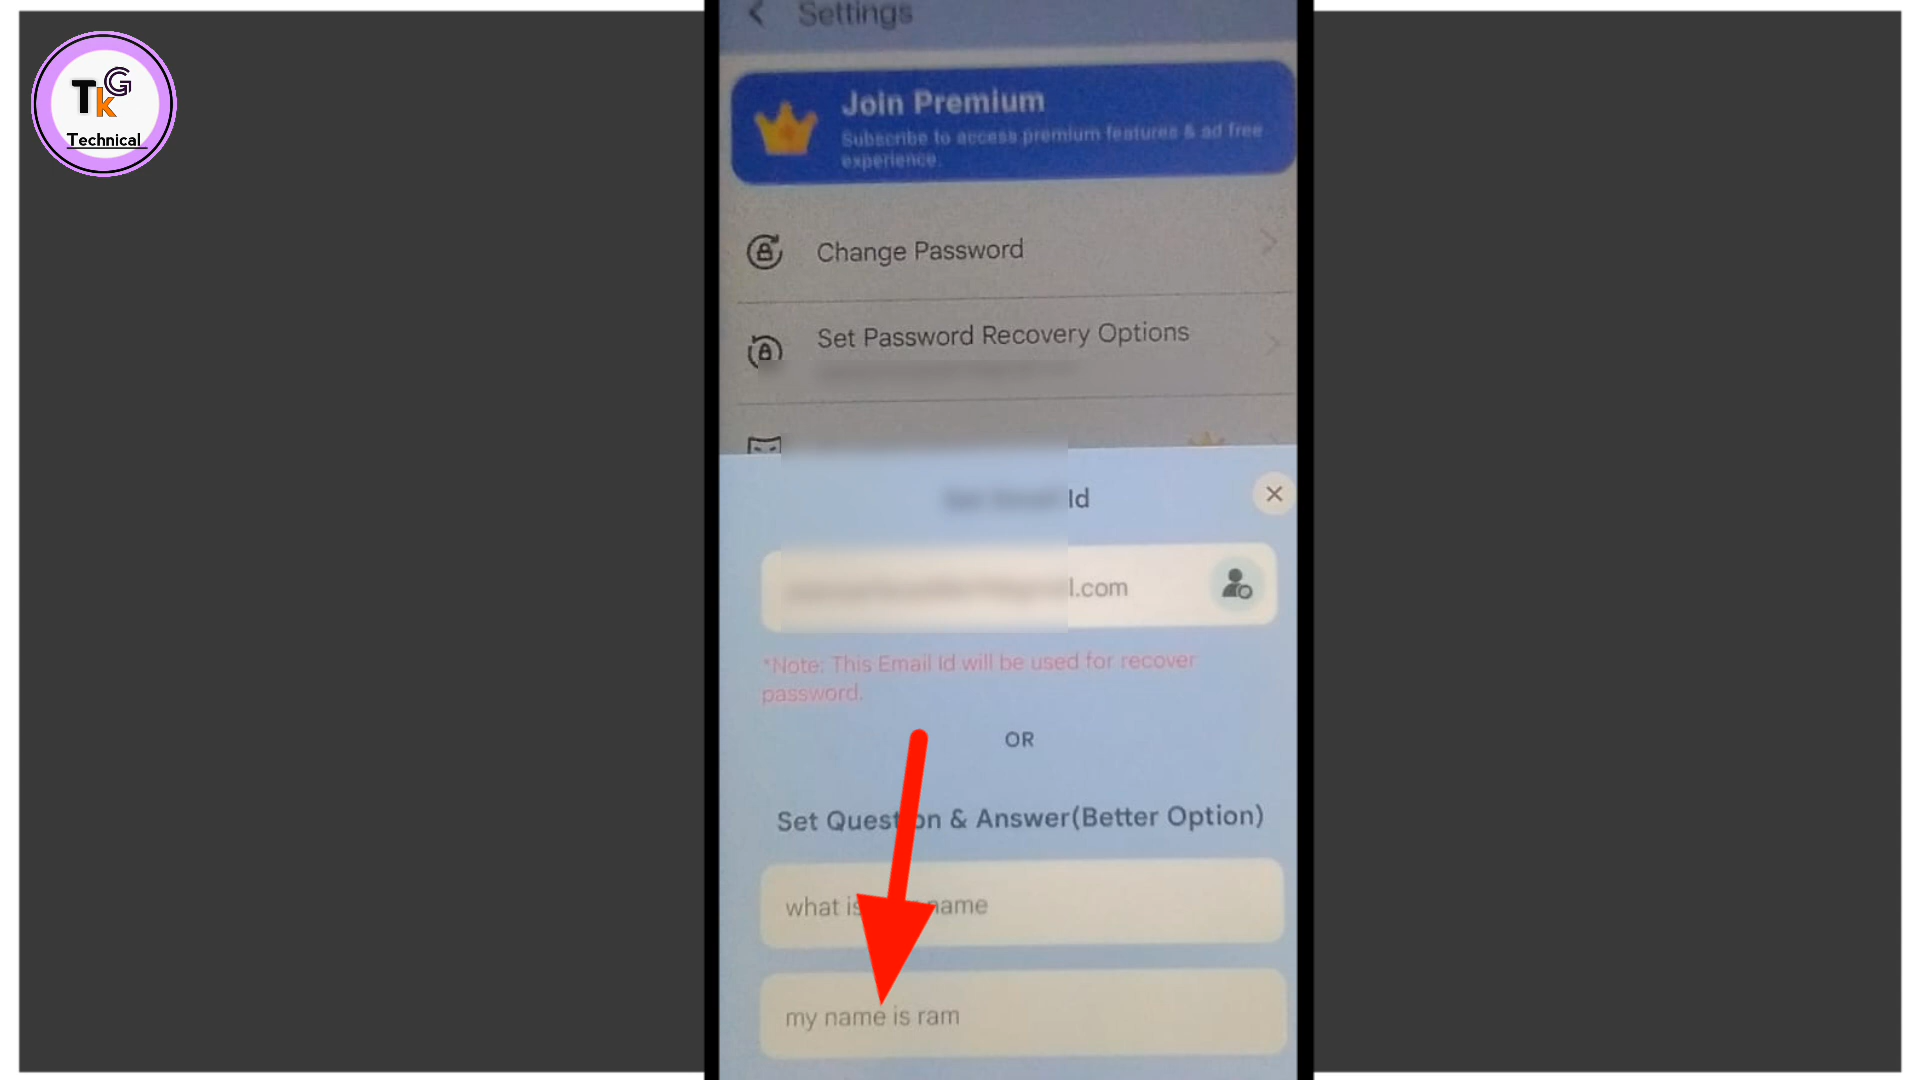 Settings
TkG
Technical
Join Premium
Subscribe to access premium features & ad free
experience.
Change Password
Set Password Recovery Options
Id
l.com
*Note: This Email Id will be used for recover
password.
OR
Set Question & Answer(Better Option)
what is name
my name is ram